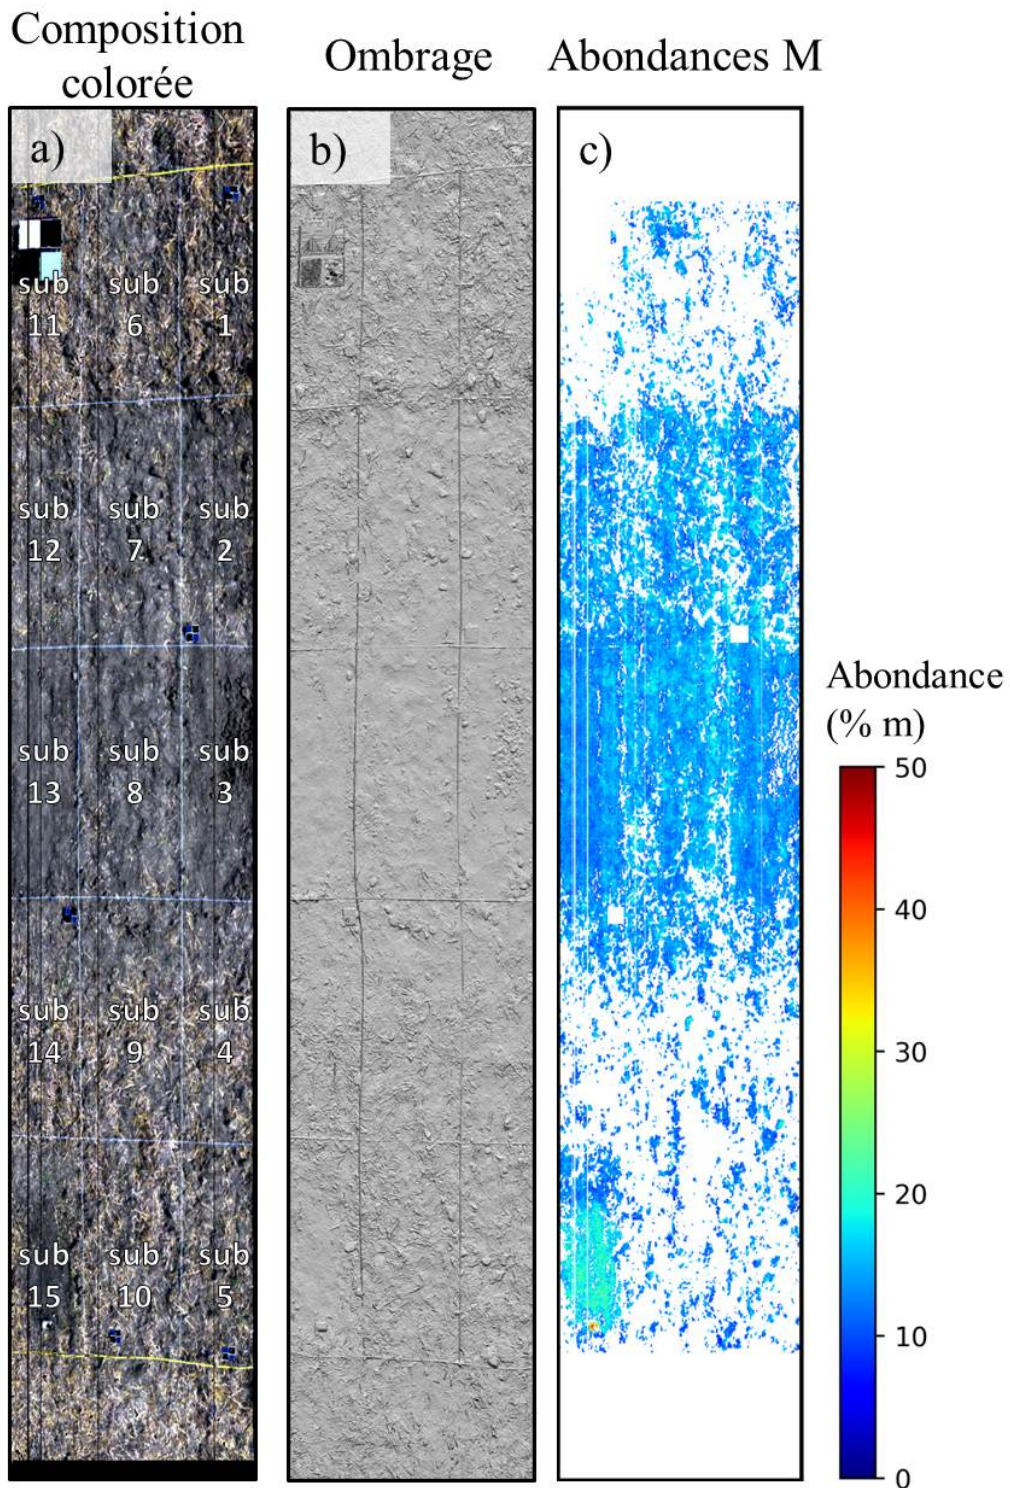 Composition
colorée
Ombrage
Abondances M
a)
b)
c)
sub
11
sub
6
sub
1
sub
12
sub
7
sub
2
sub
13
sub
8
sub
3
sub
14
sub
9
sub
4
sub
15
sub
10
sub
5
Abondance
(% m)
50
40
30
20
10
0